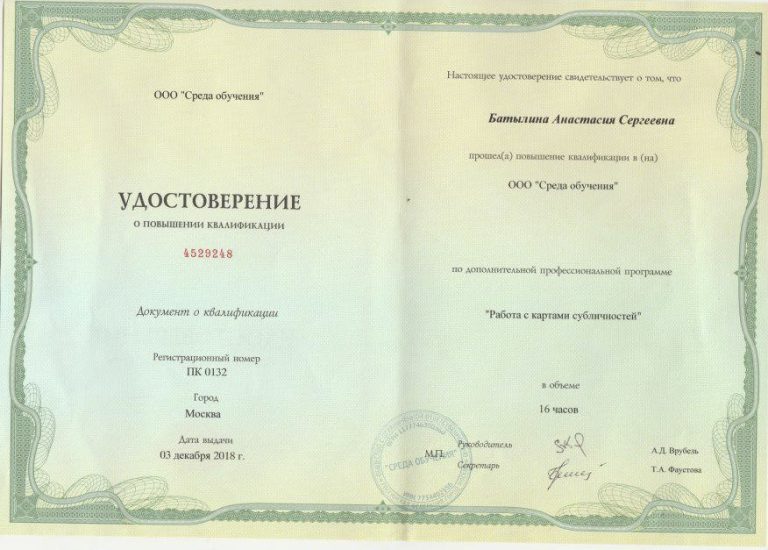 ООО "Среда обучения"
УДОСТОВЕРЕНИЕ
О ПОВЫШЕНИИ КВАЛИФИКАЦИИ
4529248
Документ о квалификации
Регистрационный номер
ПК 0132
Город
Москва
Дата выдачи
03 декабря 2018 г.
Настоящее удостоверение свидетельствует о том, что
Батылина Анастасия Сергеевна
прошел(а) повышение квалификации в (на)
ООО "Среда обучения"
по дополнительной профессиональной программе
"Работа с картами субличностей"
в объеме
16 часов
М.П.
Руководитель
А.Д. Врубель
Секретарь
Т.А. Фаустова
"СРЕДА ОБУЧЕНИЯ"